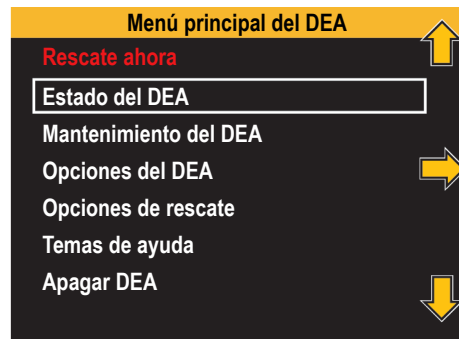 Menú principal del DEA
Rescate ahora
Estado del DEA
Mantenimiento del DEA
Opciones del DEA
Opciones de rescate
Temas de ayuda
Apagar DEA